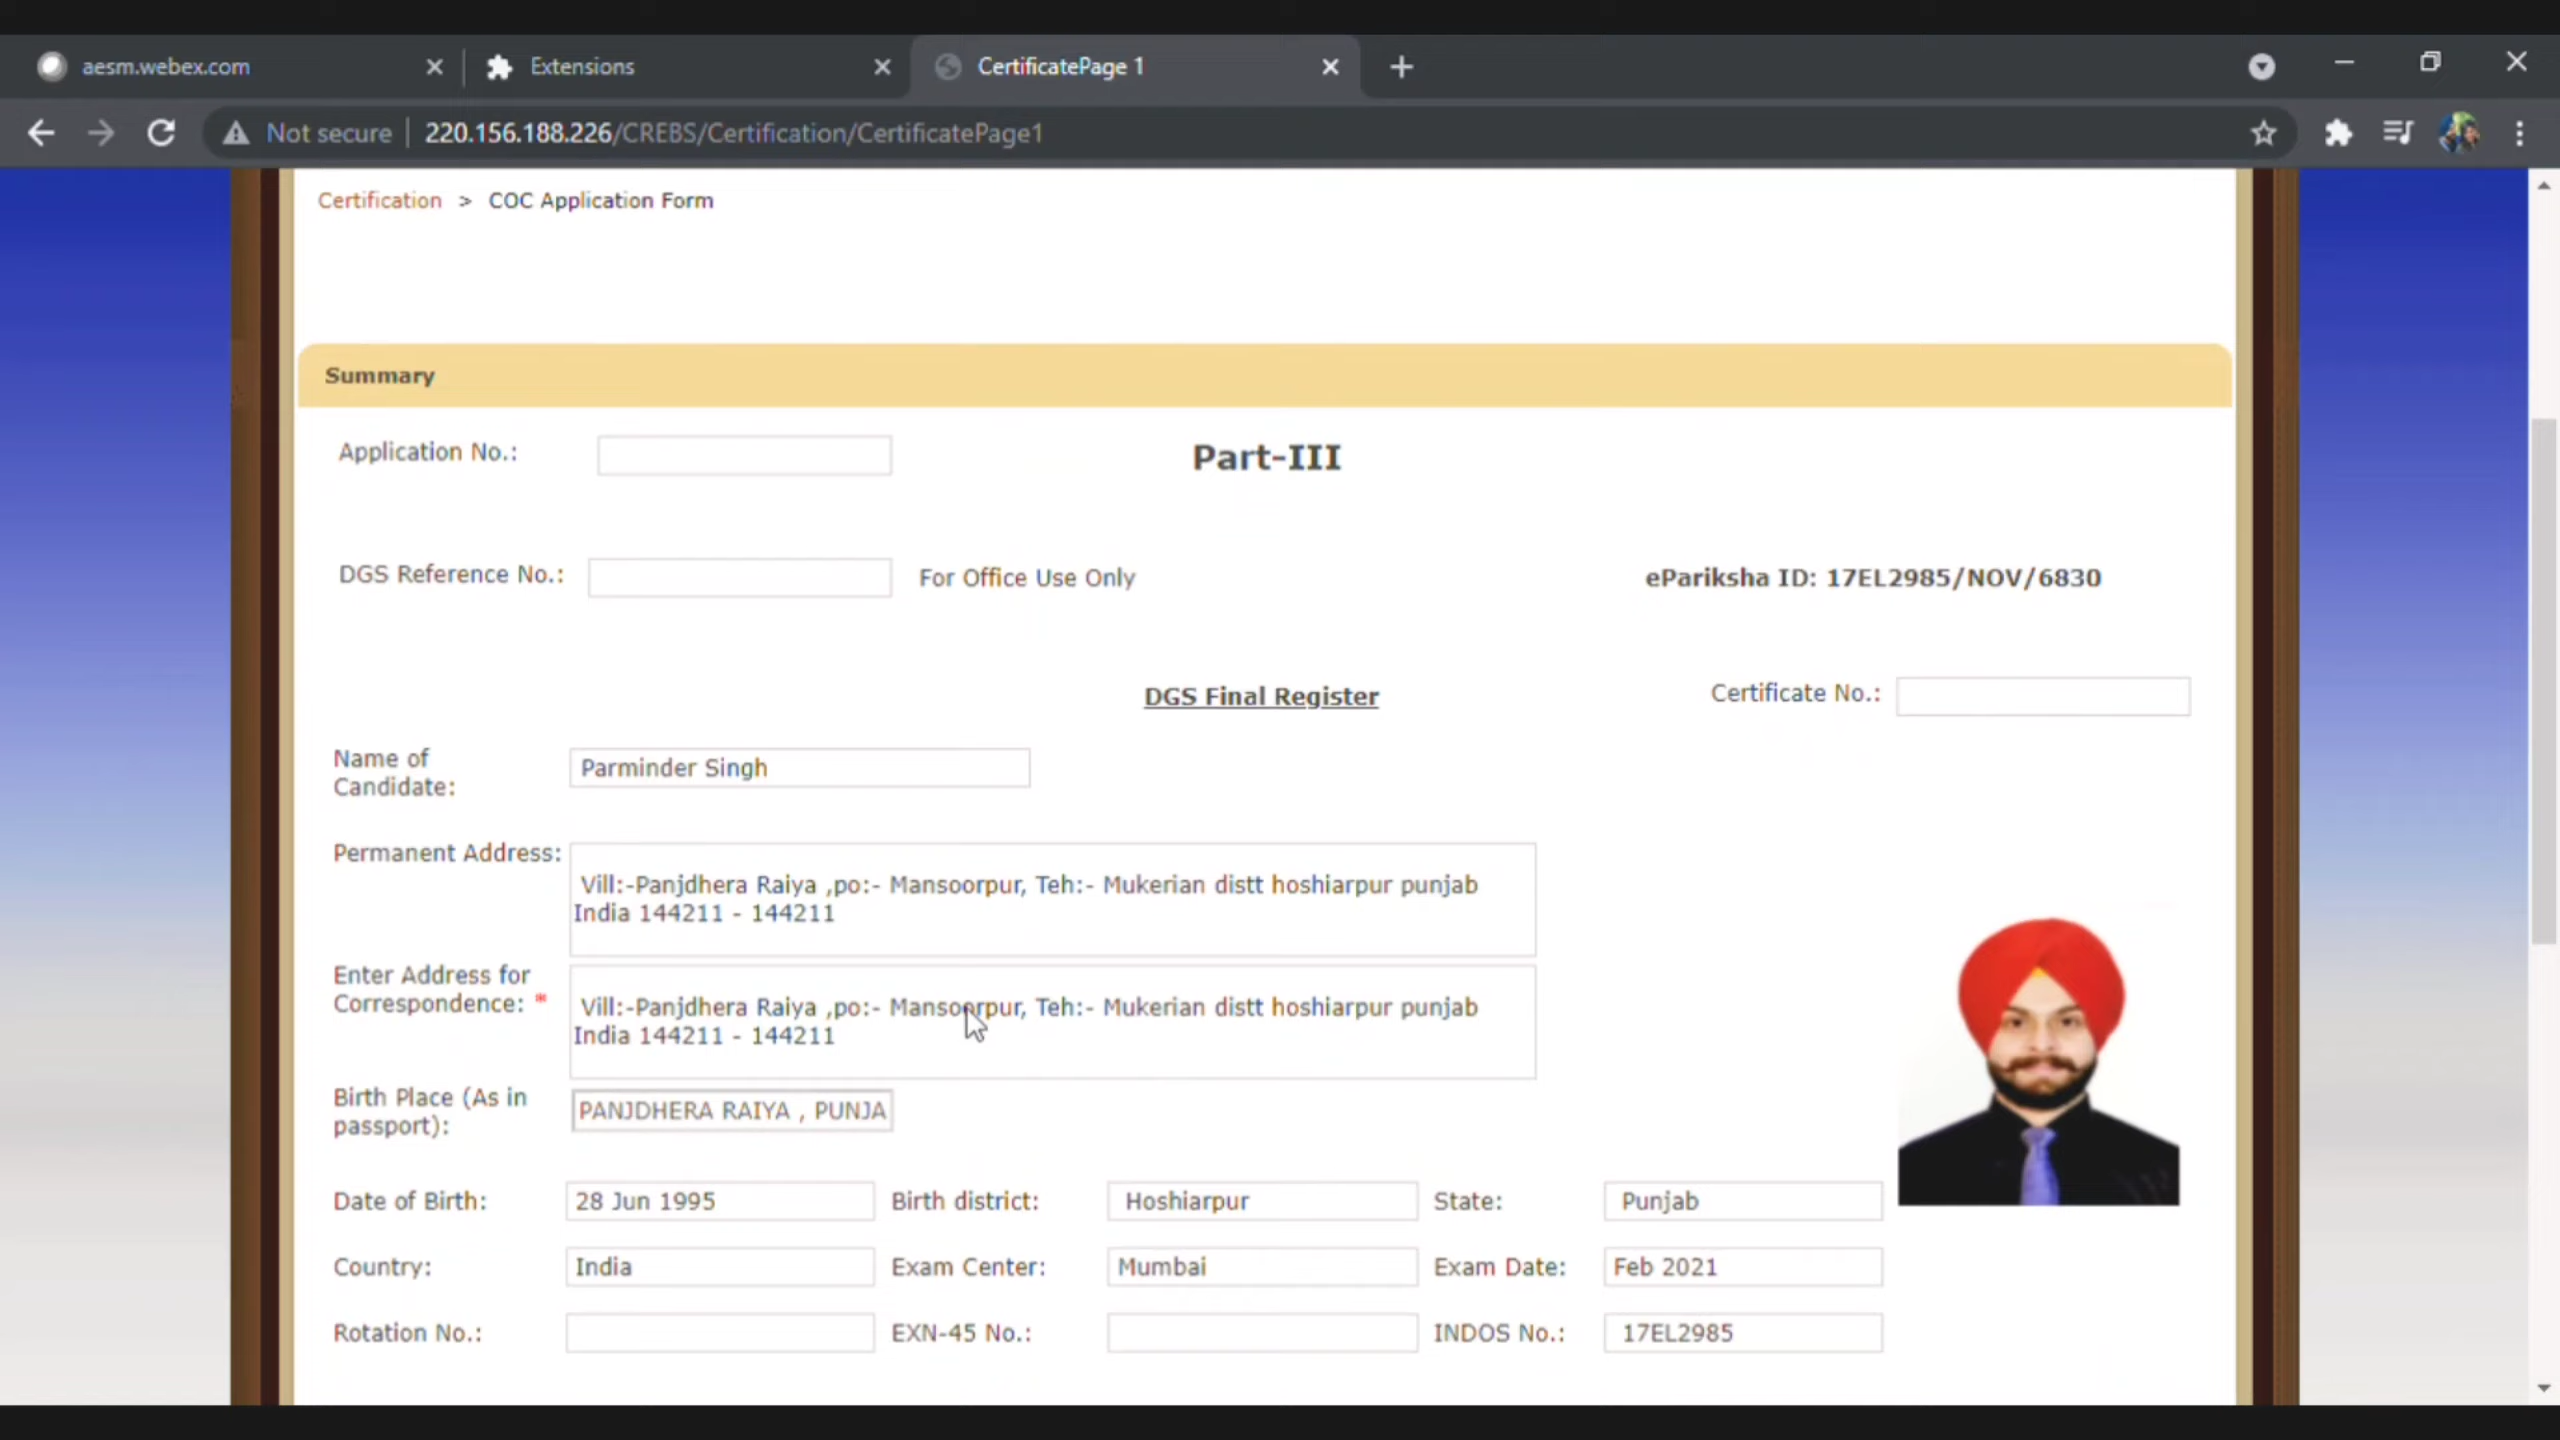 aesm.webex.com
Extensions
CertificatePage 1
Not secure
220.156.188.226/CREBS/Certification/CertificatePage1
Certification > COC Application Form
Summary
Application No.:
Part-III
DGS Reference No.:
For Office Use Only
ePariksha ID: 17EL2985/NOV/6830
DGS Final Register
Certificate No.:
Name of
Candidate:
Parminder Singh
Permanent Address:
Vill:-Panjdhera Raiya ,po:- Mansoorpur, Teh:- Mukerian distt hoshiarpur punjab
India 144211 - 144211
Enter Address for
Correspondence: *
Vill:-Panjdhera Raiya ,po:- Mansoorpur, Teh:- Mukerian distt hoshiarpur punjab
India 144211 - 144211
Birth Place (As in
passport):
PANJDHERA RAIYA , PUNJA
Date of Birth: 28 Jun 1995 Birth district: Hoshiarpur State: Punjab
Country: India Exam Center: Mumbai Exam Date: Feb 2021
Rotation No.: EXN-45 No.: INDOS No.: 17EL2985